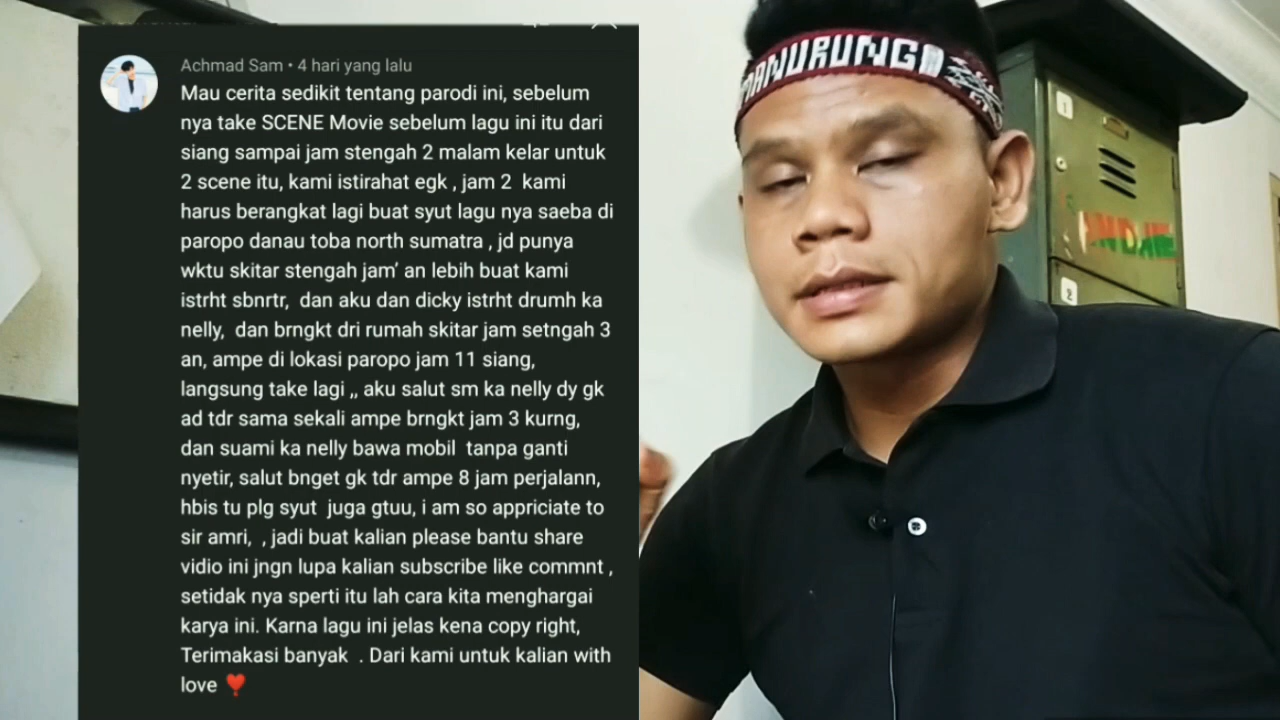 Achmad Sam • 4 hari yang lalu
Mau cerita sedikit tentang parodi ini, sebelum
nya take SCENE Movie sebelum lagu ini itu dari
siang sampai jam stengah 2 malam kelar untuk
2 scene itu, kami istirahat egk , jam 2  kami
harus berangkat lagi buat syut lagu nya saeba di
paropo danau toba north sumatra , jd punya
wktu skitar stengah jam’ an lebih buat kami
istrht sbnrtr,  dan aku dan dicky istrht drumh ka
nelly,  dan brngkt dri rumah skitar jam setngah 3
an, ampe di lokasi paropo jam 11 siang,
langsung take lagi ,, aku salut sm ka nelly dy gk
ad tdr sama sekali ampe brngkt jam 3 kurng,
dan suami ka nelly bawa mobil  tanpa ganti
nyetir, salut bnget gk tdr ampe 8 jam perjalann,
hbis tu plg syut  juga gtuu, i am so appriciate to
sir amri,  , jadi buat kalian please bantu share
vidio ini jngn lupa kalian subscribe like commnt ,
setidak nya sperti itu lah cara kita menghargai
karya ini. Karna lagu ini jelas kena copy right,
Terimakasi banyak  . Dari kami untuk kalian with
love ❣️
MANURUNG
1
2